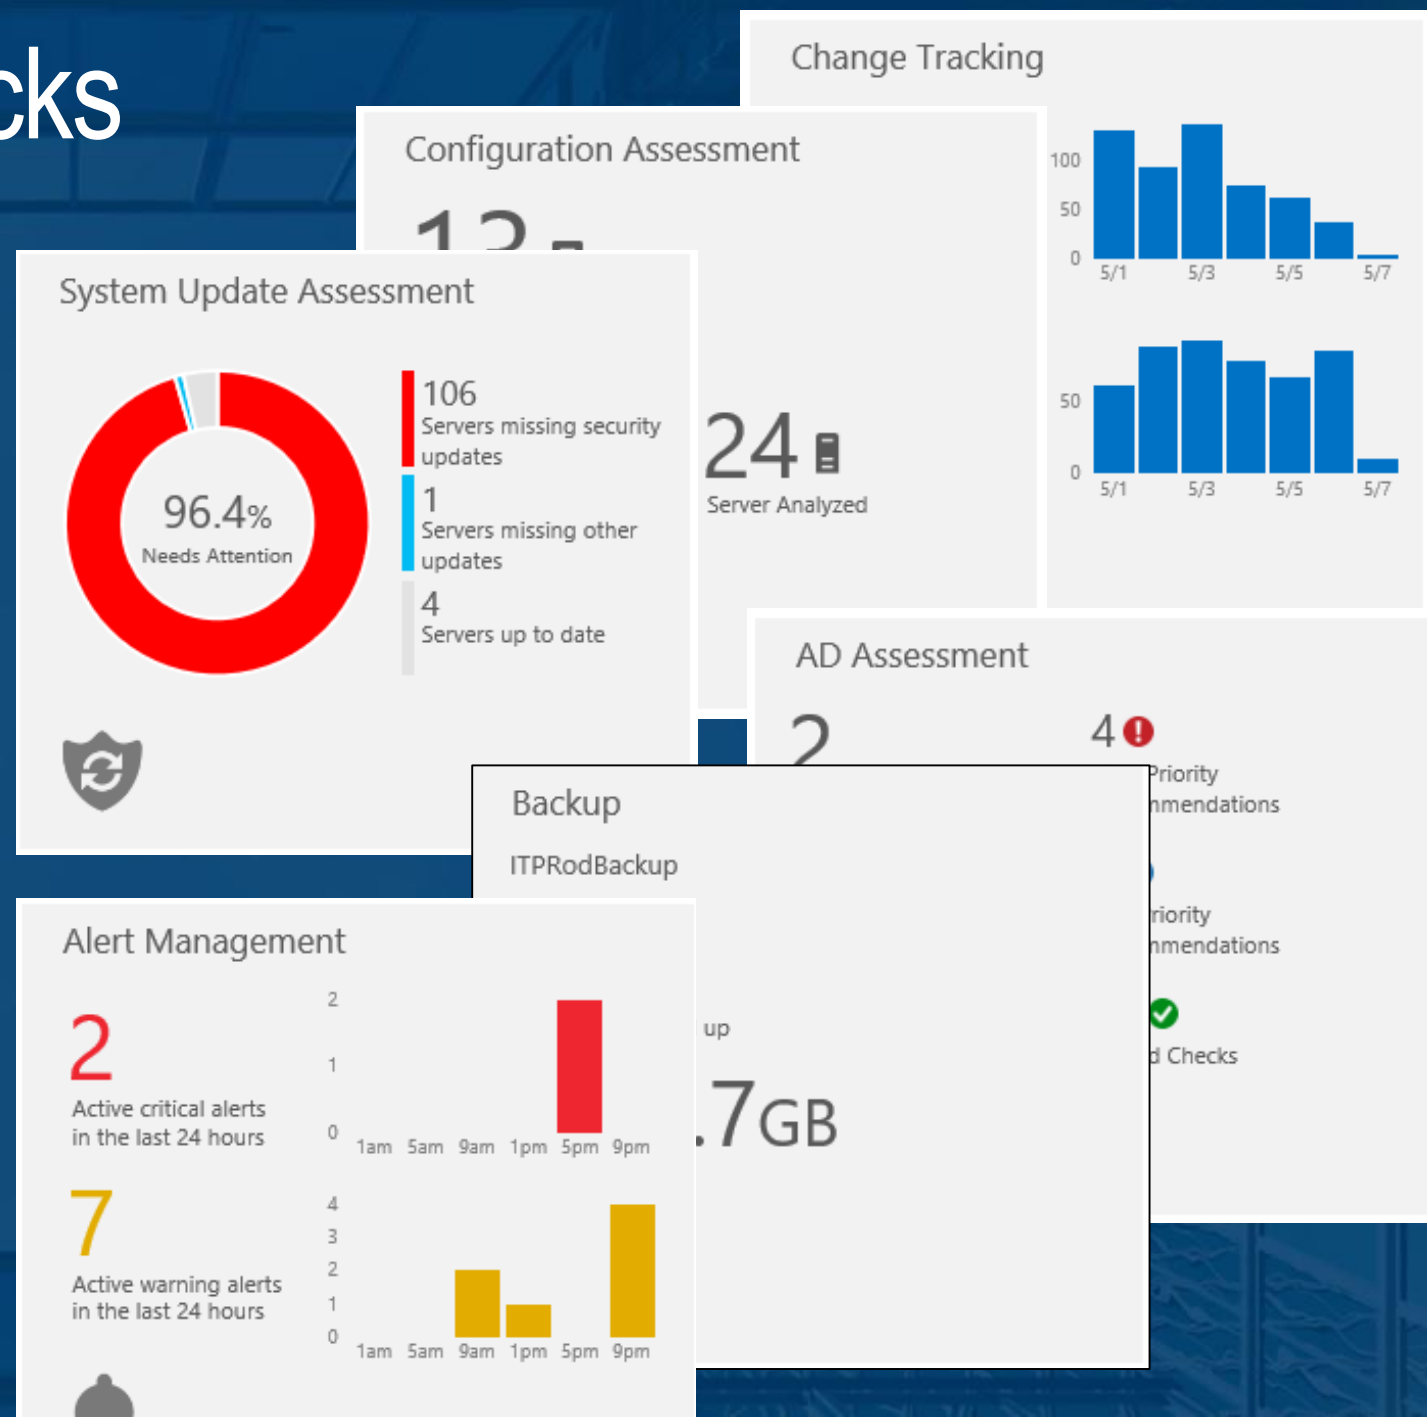 Change Tracking
100
50
0
5/1 5/3 5/5 5/7
50
0
5/1 5/3 5/5 5/7
Configuration Assessment
24
Server Analyzed
System Update Assessment
96.4%
Needs Attention
106
Servers missing security
updates
1
Servers missing other
updates
4
Servers up to date
AD Assessment
2
4
Priority
Checks
Backup
ITPRodBackup
up
.7GB
Alert Management
2
Active critical alerts
in the last 24 hours
2
1
0
1am 5am 9am 1pm 5pm 9pm
7
Active warning alerts
in the last 24 hours
4
3
2
1
0
1am 5am 9am 1pm 5pm 9pm